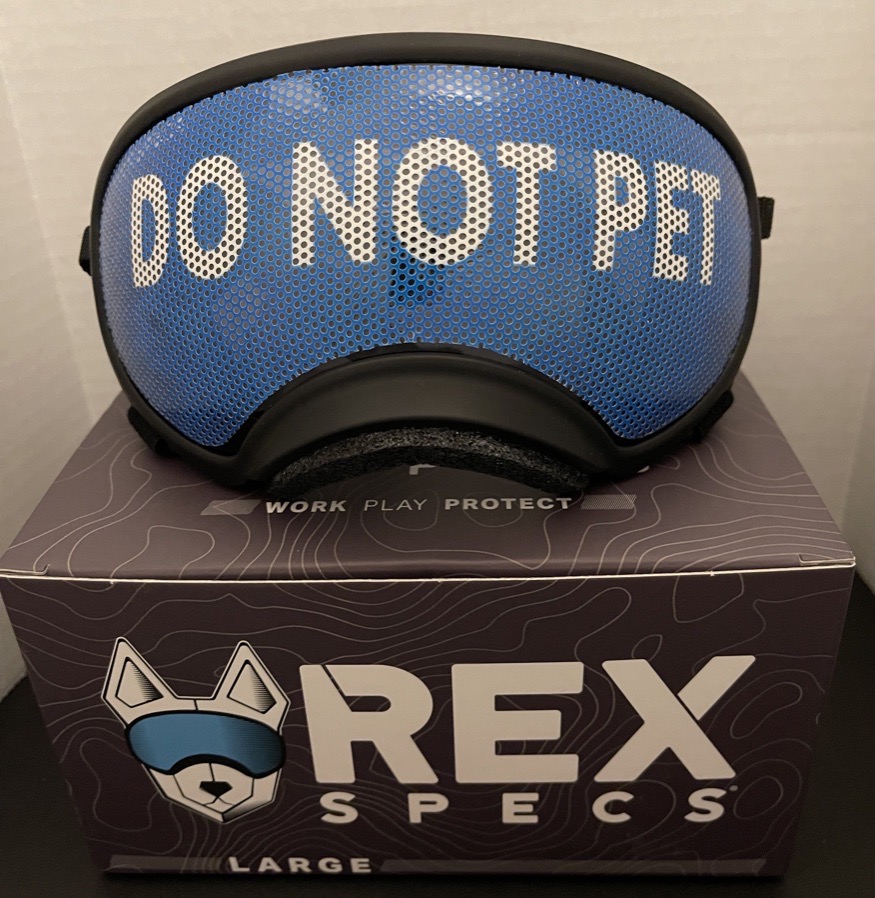 DO NOT PET
WORK PLAY PROTECT
REX
SPECS
LARGE